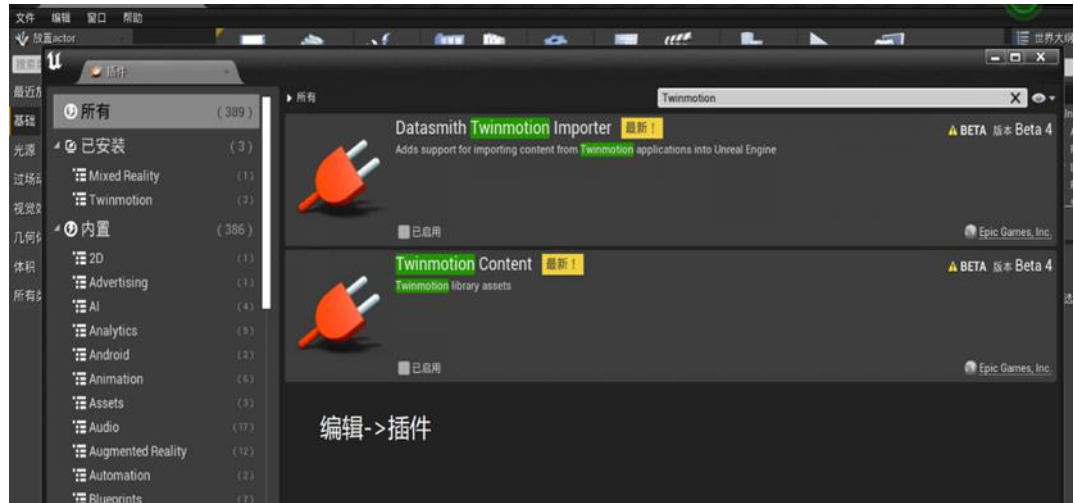 文件 编辑 窗口 帮助
放置actor
世界大纲
插件
最近放
基础
光源
过场动
视觉效
几何体
体积
所有类
所有 (389)
已安装 (3)
Mixed Reality (1)
Twinmotion (2)
内置 (386)
2D (1)
Advertising (1)
AI (4)
Analytics (5)
Android (2)
Animation (6)
Assets (3)
Audio (17)
Augmented Reality (12)
Automation (2)
Blueprints (7)
所有
Twinmotion
Datasmith Twinmotion Importer 最新!
BETA 版本 Beta 4
Adds support for importing content from Twinmotion applications into Unreal Engine
已启用
Epic Games, Inc.
Twinmotion Content 最新!
BETA 版本 Beta 4
Twinmotion library assets
已启用
Epic Games, Inc.
编辑->插件